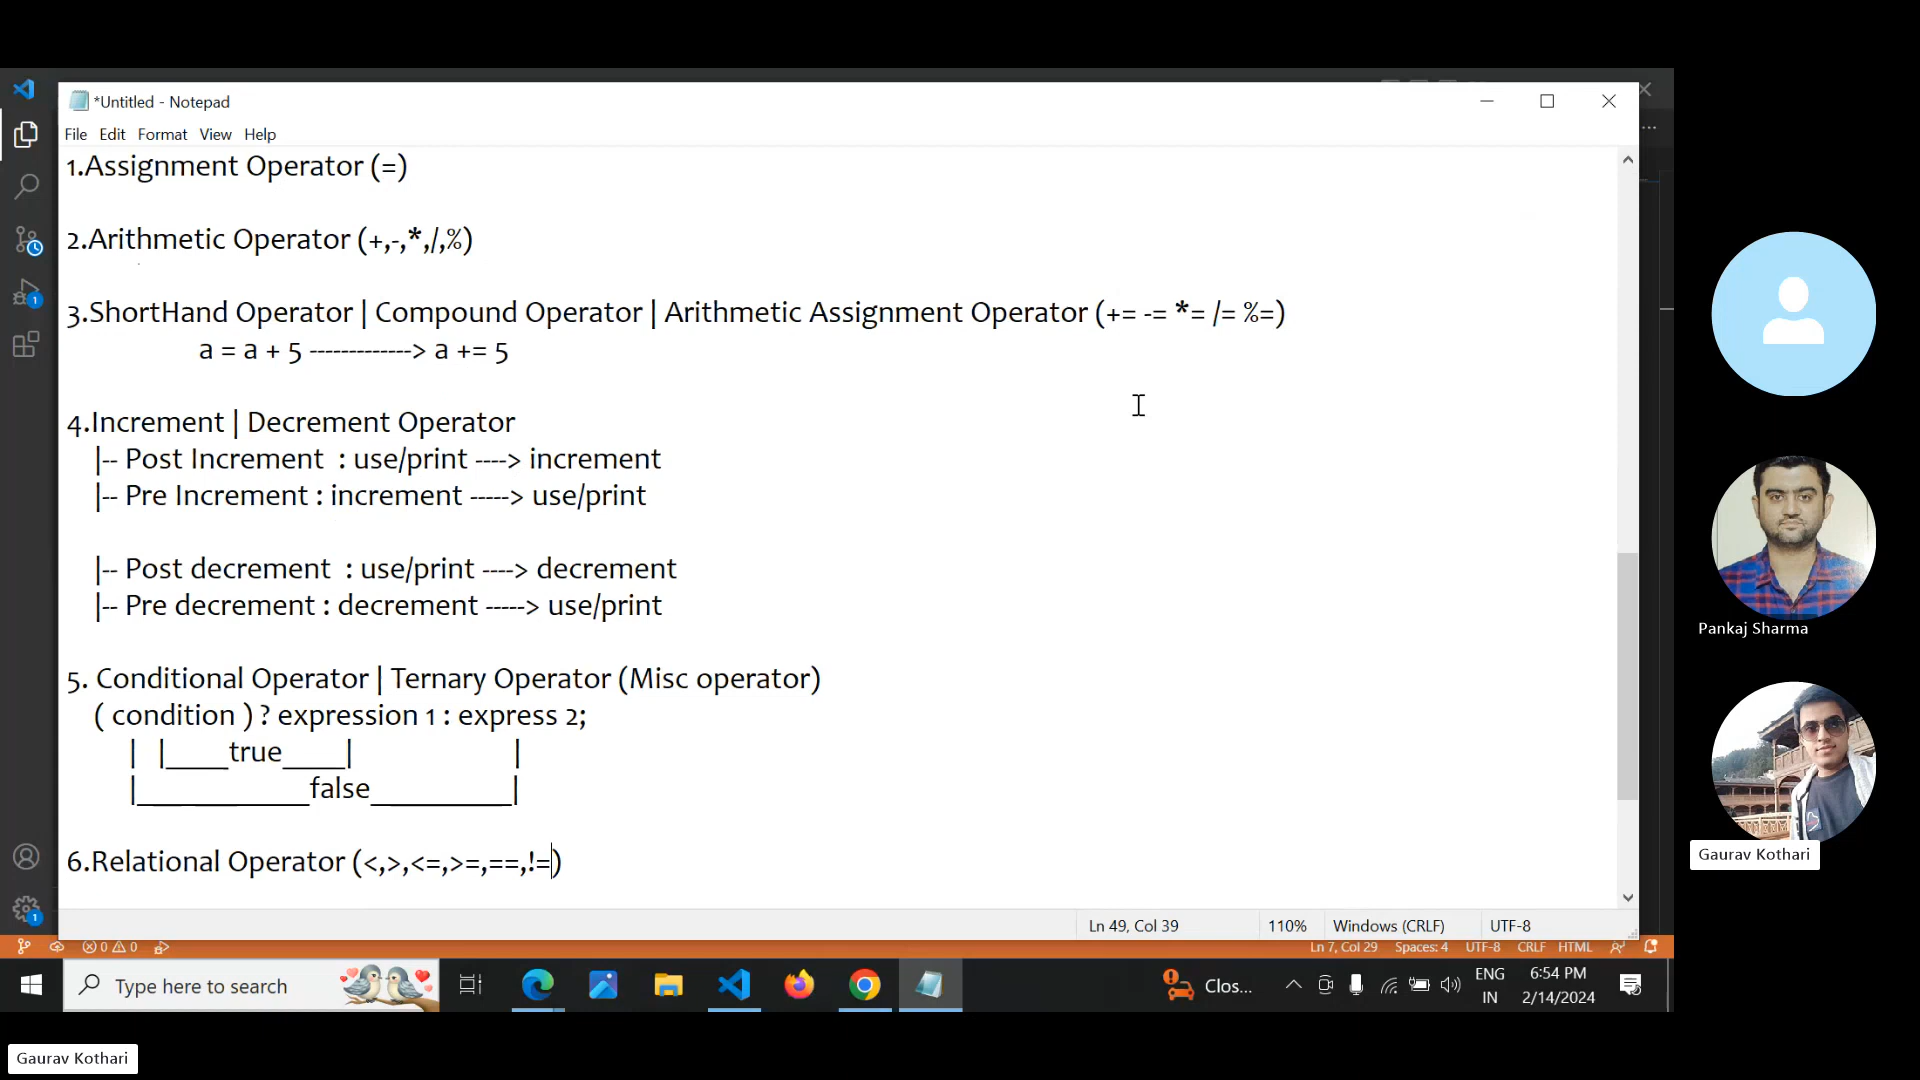 *Untitled - Notepad
File Edit Format View Help
1.Assignment Operator (=)
2.Arithmetic Operator (+,-,*,/,%)
3.ShortHand Operator | Compound Operator | Arithmetic Assignment Operator (+= -= *= /= %=)
a = a + 5 -------------> a += 5
4.Increment | Decrement Operator
|-- Post Increment  : use/print ----> increment
|-- Pre Increment : increment -----> use/print
|-- Post decrement  : use/print ----> decrement
|-- Pre decrement : decrement -----> use/print
5. Conditional Operator | Ternary Operator (Misc operator)
( condition ) ? expression 1 : express 2;
|   |____true____|                    |
|___________false_________|
6.Relational Operator (<,>,<=,>=,==,!=)
Ln 49, Col 39 110% Windows (CRLF) UTF-8
0 0 Ln 7, Col 29 Spaces: 4 UTF-8 CRLF HTML
1
1
Type here to search
Clos...
ENG
IN
6:54 PM
2/14/2024
Pankaj Sharma
Gaurav Kothari
Gaurav Kothari